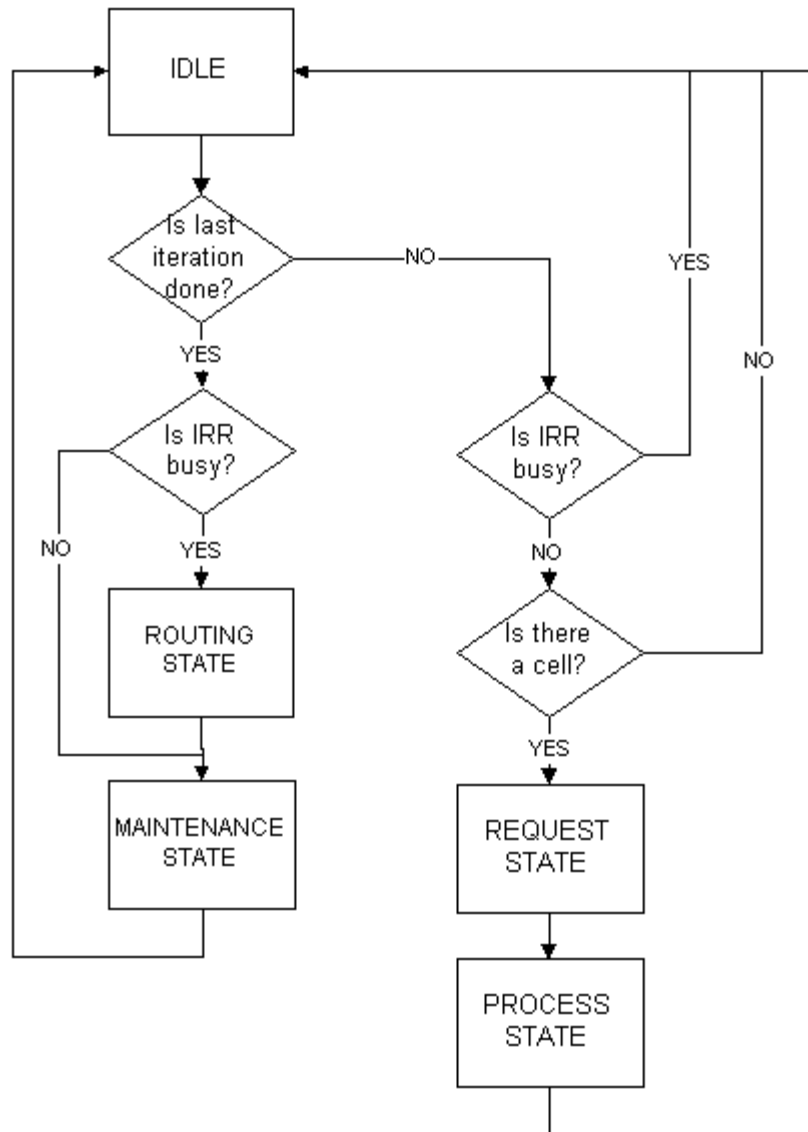 IDLE
Is last
iteration
done?
NO
YES
NO
YES
Is IRR
busy?
Is IRR
busy?
NO
YES
NO
ROUTING
STATE
Is there
a cell?
YES
MAINTENANCE
STATE
REQUEST
STATE
PROCESS
STATE